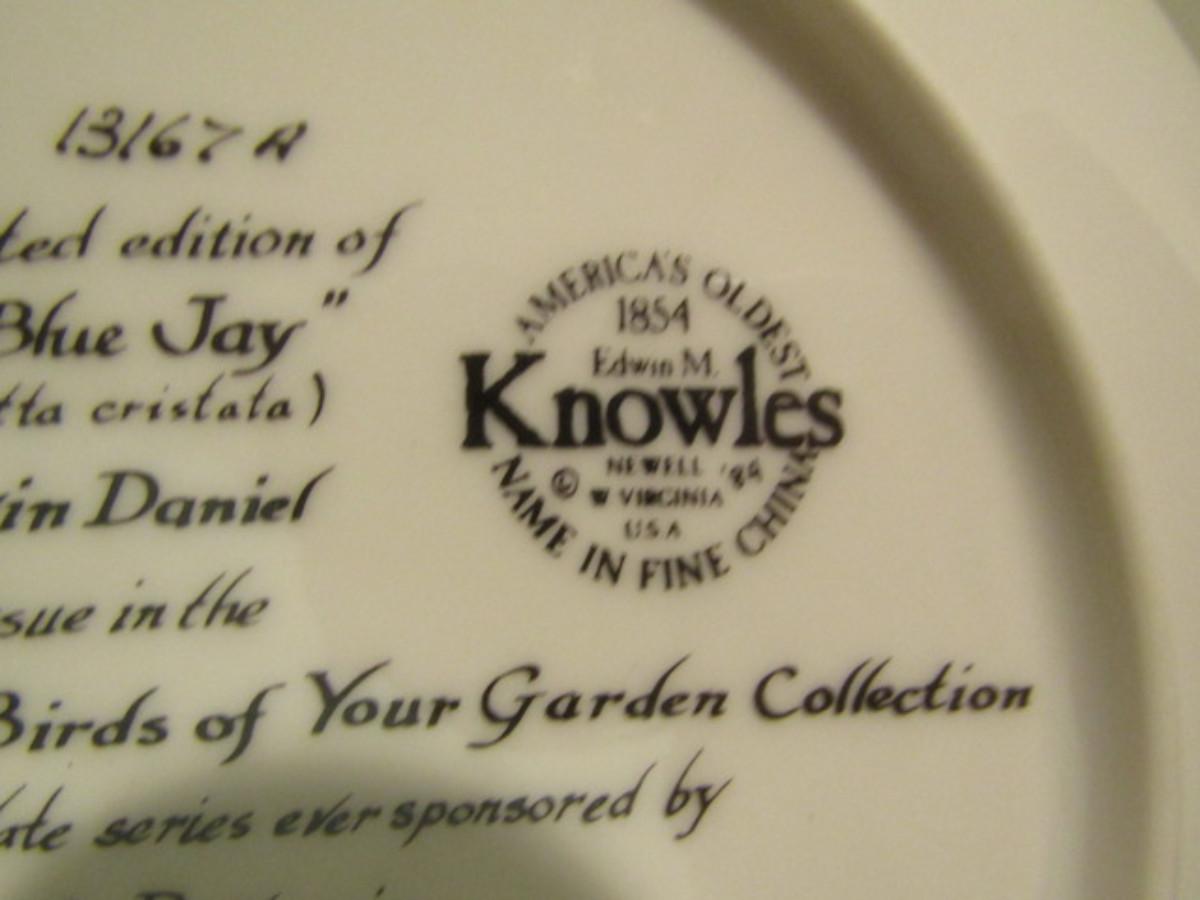 13167A
ted edition of
Blue Jay"
tta cristata)
in Daniel
sue in the
Birds of Your Garden Collection
ate series ever sponsored by
AMERICA'S OLDEST
1854
Edwin M.
Knowles
© NEWELL '84
W VIRGINIA
U.S.A
NAME IN FINE CHINA